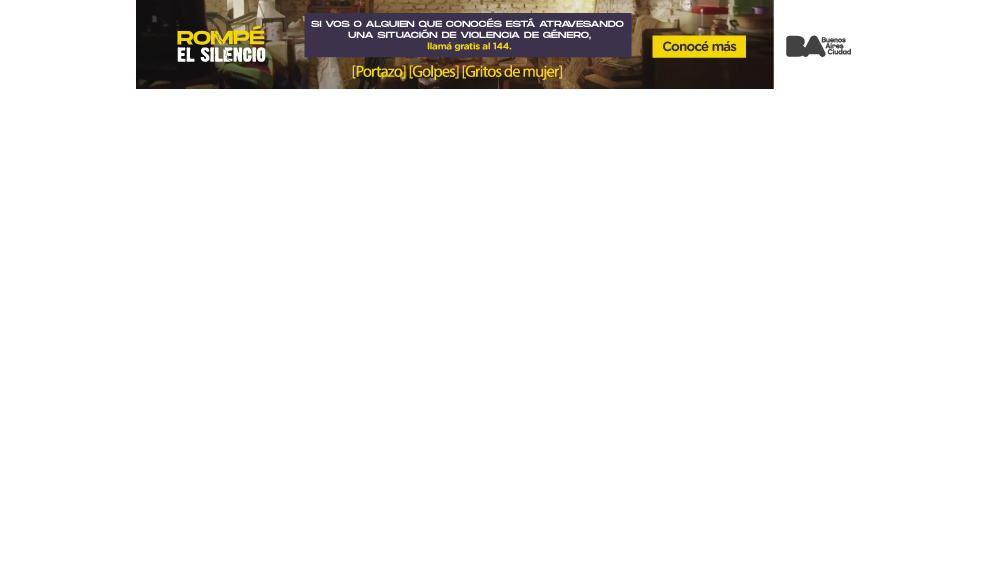 ROMPÉ
EL SILENCIO
SI VOS O ALGUIEN QUE CONOCÉS ESTÁ ATRAVESANDO
UNA SITUACIÓN DE VIOLENCIA DE GÉNERO,
llamá gratis al 144.
[Portazo] [Golpes] [Gritos de mujer]
Conocé más
BA
Buenos
Aires
Ciudad